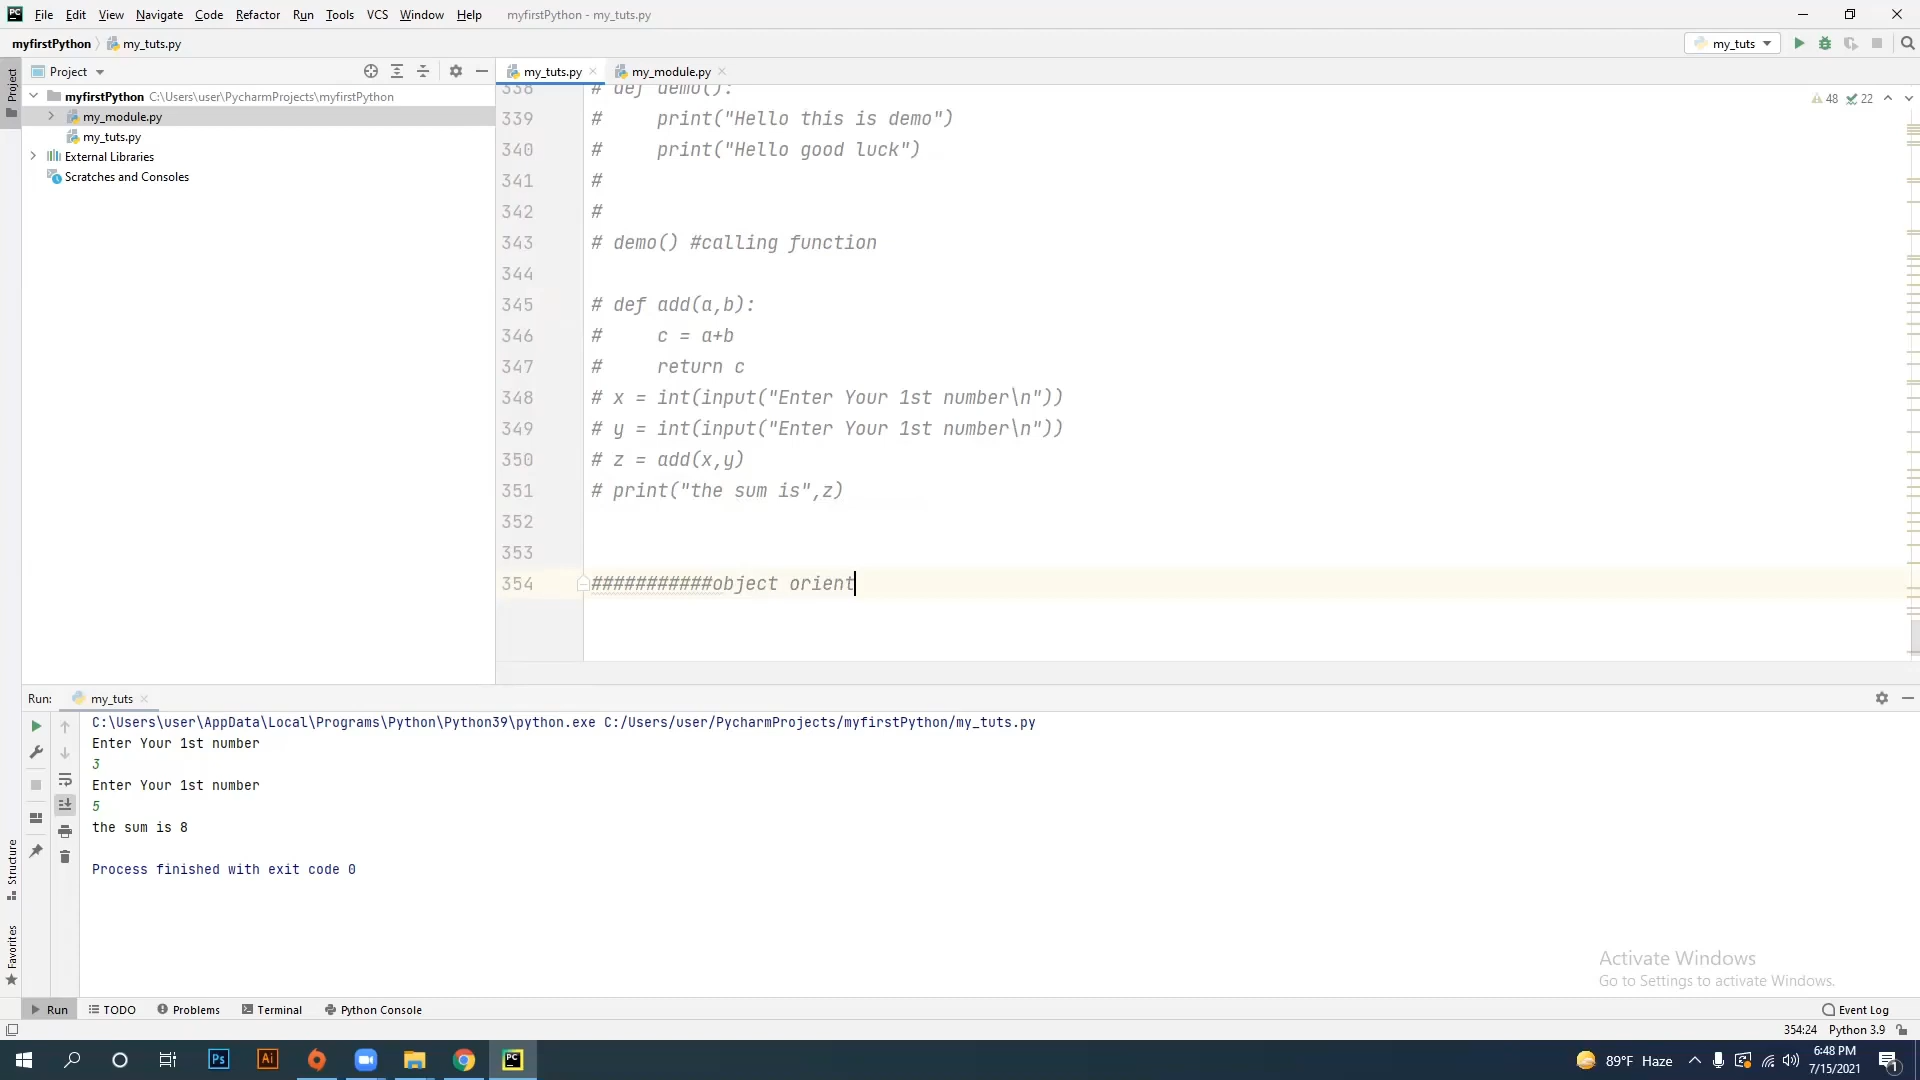 File Edit View Navigate Code Refactor Run Tools VCS Window Help myfirstPython - my_tuts.py
myfirstPython my_tuts.py my_tuts
Project
Project
my_tuts.py my_module.py
myfirstPython C:\Users\user\PycharmProjects\myfirstPython
my_module.py
my_tuts.py
External Libraries
Scratches and Consoles
48 22
338 # def demo():
339 # print("Hello this is demo")
340 # print("Hello good luck")
341 #
342 #
343 # demo() #calling function
344
345 # def add(a,b):
346 # c = a+b
347 # return c
348 # x = int(input("Enter Your 1st number\n"))
349 # y = int(input("Enter Your 1st number\n"))
350 # z = add(x,y)
351 # print("the sum is",z)
352
353
354 ###########object orient
Run: my_tuts
C:\Users\user\AppData\Local\Programs\Python\Python39\python.exe C:/Users/user/PycharmProjects/myfirstPython/my_tuts.py
Enter Your 1st number
3
Enter Your 1st number
5
the sum is 8
Process finished with exit code 0
Structure
Favorites
Activate Windows
Go to Settings to activate Windows.
Run TODO Problems Terminal Python Console Event Log
354:24 Python 3.9
Ps Ai PC 89°F Haze 6:48 PM
7/15/2021
1